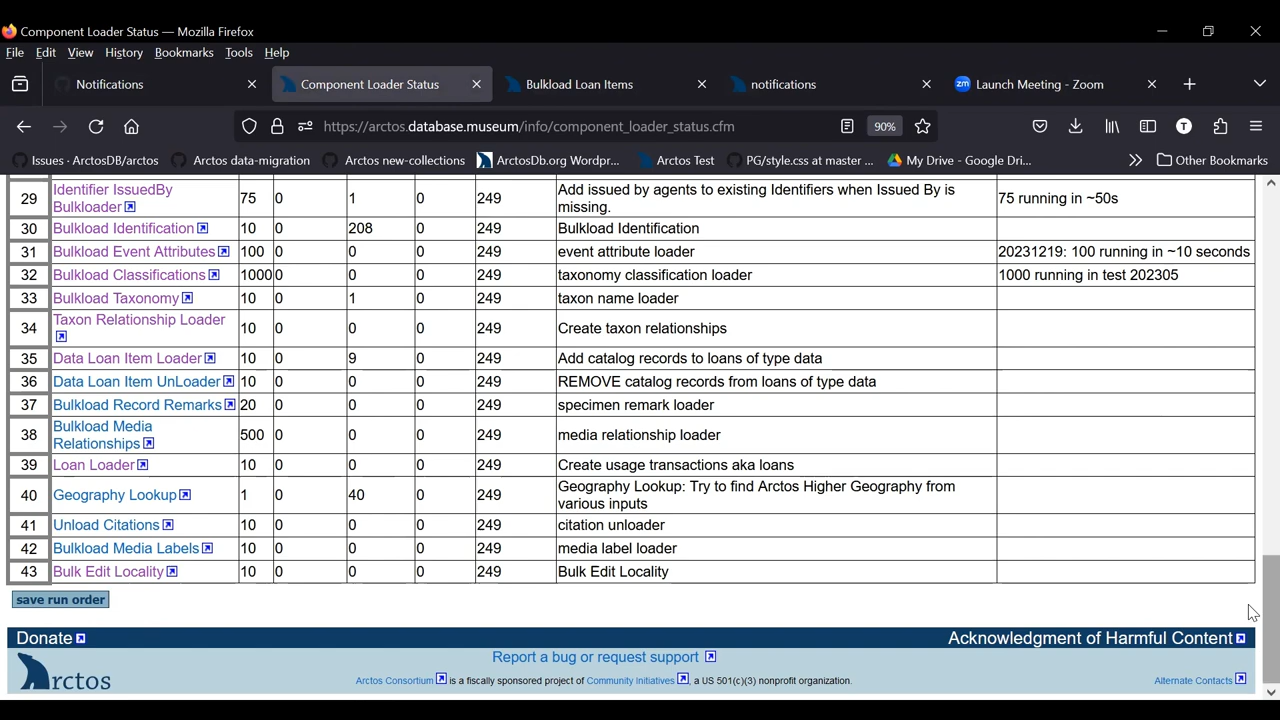 Component Loader Status — Mozilla Firefox
File Edit View History Bookmarks Tools Help
Notifications
Component Loader Status
Bulkload Loan Items
notifications
zm Launch Meeting - Zoom
https://arctos.database.museum/info/component_loader_status.cfm
90%
T
Issues · ArctosDB/arctos
Arctos data-migration
Arctos new-collections
ArctosDb.org Wordpr...
Arctos Test
PG/style.css at master ...
My Drive - Google Dri...
Other Bookmarks
29 Identifier IssuedBy Bulkloader 75 0 1 0 249 Add issued by agents to existing Identifiers when Issued By is missing. 75 running in ~50s
30 Bulkload Identification 10 0 208 0 249 Bulkload Identification
31 Bulkload Event Attributes 100 0 0 0 249 event attribute loader 20231219: 100 running in ~10 seconds
32 Bulkload Classifications 1000 0 0 0 249 taxonomy classification loader 1000 running in test 202305
33 Bulkload Taxonomy 10 0 1 0 249 taxon name loader
34 Taxon Relationship Loader 10 0 0 0 249 Create taxon relationships
35 Data Loan Item Loader 10 0 9 0 249 Add catalog records to loans of type data
36 Data Loan Item UnLoader 10 0 0 0 249 REMOVE catalog records from loans of type data
37 Bulkload Record Remarks 20 0 0 0 249 specimen remark loader
38 Bulkload Media Relationships 500 0 0 0 249 media relationship loader
39 Loan Loader 10 0 0 0 249 Create usage transactions aka loans
40 Geography Lookup 1 0 40 0 249 Geography Lookup: Try to find Arctos Higher Geography from various inputs
41 Unload Citations 10 0 0 0 249 citation unloader
42 Bulkload Media Labels 10 0 0 0 249 media label loader
43 Bulk Edit Locality 10 0 0 0 249 Bulk Edit Locality
save run order
Donate
Acknowledgment of Harmful Content
Report a bug or request support
Arctos
Arctos Consortium is a fiscally sponsored project of Community Initiatives, a US 501(c)(3) nonprofit organization.
Alternate Contacts